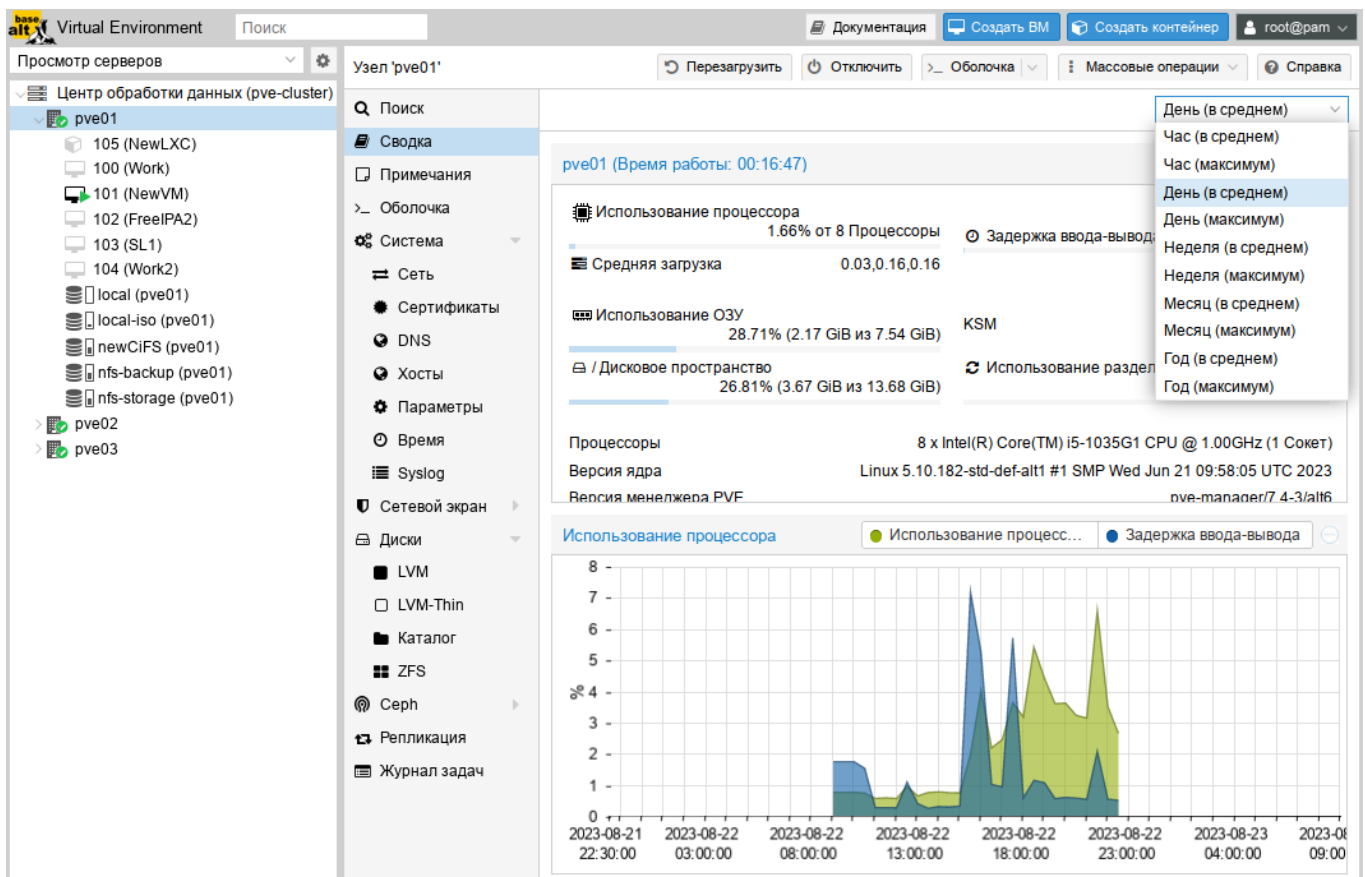 base alt Virtual Environment Поиск Документация Создать ВМ Создать контейнер root@pam
Просмотр серверов
Центр обработки данных (pve-cluster)
pve01
105 (NewLXC)
100 (Work)
101 (NewVM)
102 (FreeIPA2)
103 (SL1)
104 (Work2)
local (pve01)
local-iso (pve01)
newCiFS (pve01)
nfs-backup (pve01)
nfs-storage (pve01)
pve02
pve03
Узел 'pve01' Перезагрузить Отключить >_ Оболочка Массовые операции Справка
Поиск
Сводка
Примечания
>_ Оболочка
Система
Сеть
Сертификаты
DNS
Хосты
Параметры
Время
Syslog
Сетевой экран
Диски
LVM
LVM-Thin
Каталог
ZFS
Ceph
Репликация
Журнал задач
День (в среднем)
Час (в среднем)
Час (максимум)
День (в среднем)
День (максимум)
Неделя (в среднем)
Неделя (максимум)
Месяц (в среднем)
Месяц (максимум)
Год (в среднем)
Год (максимум)
pve01 (Время работы: 00:16:47)
Использование процессора
1.66% от 8 Процессоры
Задержка ввода-вывода
Средняя загрузка 0.03,0.16,0.16
Использование ОЗУ
28.71% (2.17 GiB из 7.54 GiB)
KSM
/ Дисковое пространство
26.81% (3.67 GiB из 13.68 GiB)
Использование раздел
Процессоры 8 x Intel(R) Core(TM) i5-1035G1 CPU @ 1.00GHz (1 Сокет)
Версия ядра Linux 5.10.182-std-def-alt1 #1 SMP Wed Jun 21 09:58:05 UTC 2023
Версия менеджера PVE pve-manager/7.4-3/alt6
Использование процессора Использование процесс... Задержка ввода-вывода
8
7
6
5
4
3
2
1
0
%
2023-08-21 2023-08-22 2023-08-22 2023-08-22 2023-08-22 2023-08-22 2023-08-23 2023-08
22:30:00 03:00:00 08:00:00 13:00:00 18:00:00 23:00:00 04:00:00 09:00